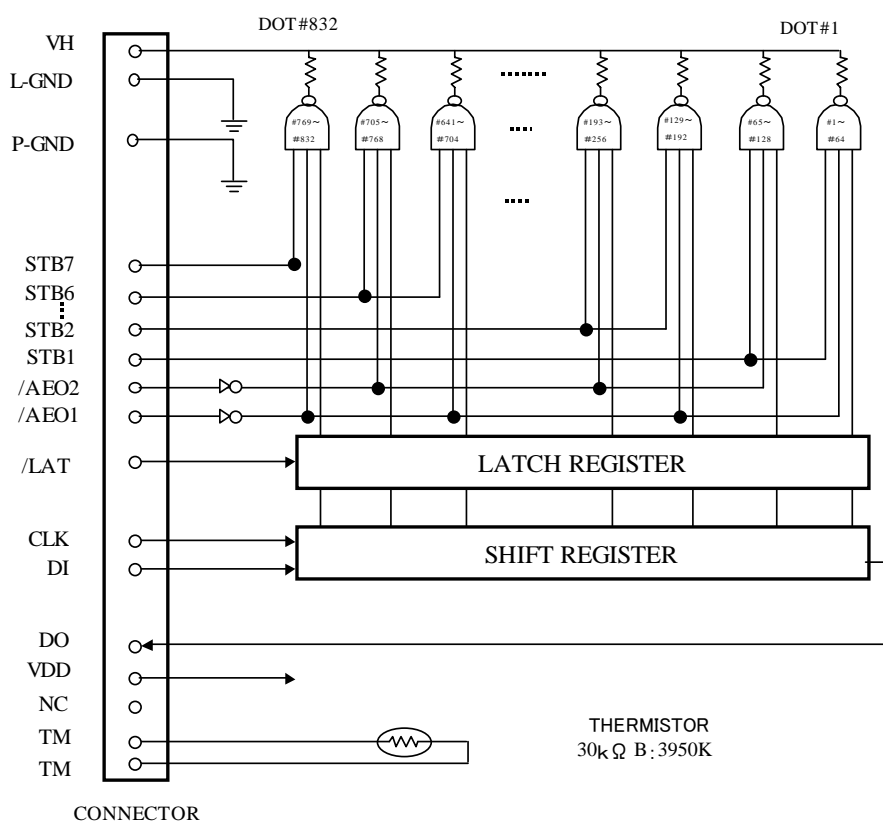 DOT#832
DOT#1
VH
L-GND
P-GND
#769~
#832
#705~
#768
#641~
#704
#193~
#256
#129~
#192
#65~
#128
#1~
#64
STB7
STB6
STB2
STB1
/AEO2
/AEO1
/LAT
LATCH REGISTER
CLK
DI
SHIFT REGISTER
DO
VDD
NC
TM
TM
THERMISTOR
30kΩ B:3950K
CONNECTOR